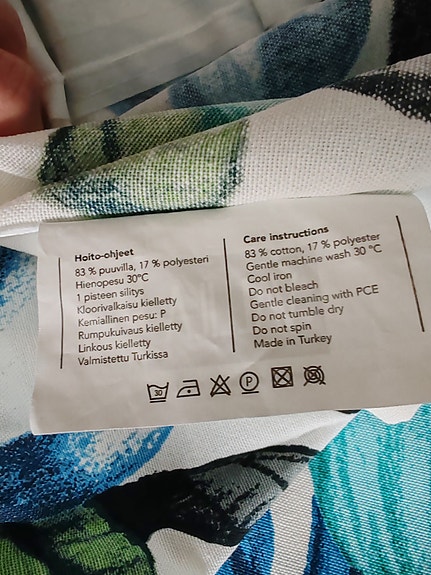 Hoito-ohjeet
83 % puuvilla, 17 % polyesteri
Hienopesu 30°C
1 pisteen silitys
Kloorivalkaisu kielletty
Kemiallinen pesu: P
Rumpukuivaus kielletty
Linkous kielletty
Valmistettu Turkissa
Care instructions
83 % cotton, 17 % polyester
Gentle machine wash 30 °C
Cool iron
Do not bleach
Gentle cleaning with PCE
Do not tumble dry
Do not spin
Made in Turkey
30 P